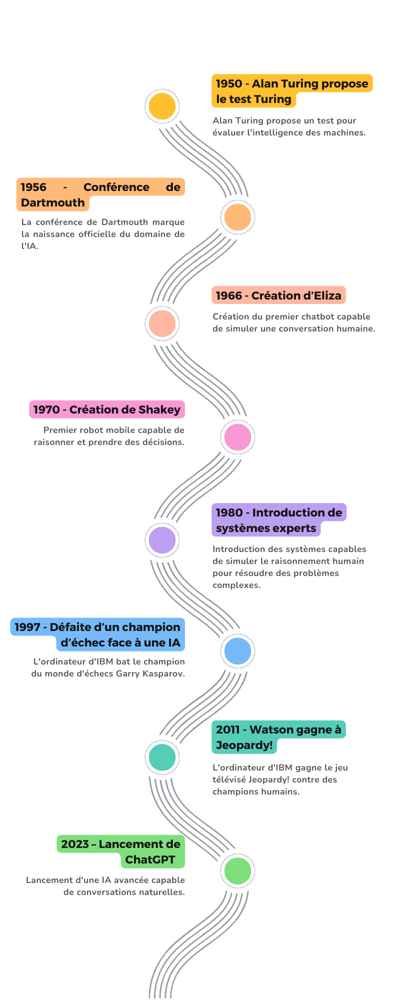 1950 - Alan Turing propose
le test Turing
Alan Turing propose un test pour
évaluer l'intelligence des machines.
1956 - Conférence de
Dartmouth
La conférence de Dartmouth marque
la naissance officielle du domaine de
l'IA.
1966 - Création d’Eliza
Création du premier chatbot capable
de simuler une conversation humaine.
1970 - Création de Shakey
Premier robot mobile capable de
raisonner et prendre des décisions.
1980 - Introduction de
systèmes experts
Introduction des systèmes capables
de simuler le raisonnement humain
pour résoudre des problèmes
complexes.
1997 - Défaite d’un champion
d’échec face à une IA
L'ordinateur d'IBM bat le champion
du monde d'échecs Garry Kasparov.
2011 - Watson gagne à
Jeopardy!
L'ordinateur d'IBM gagne le jeu
télévisé Jeopardy! contre des
champions humains.
2023 – Lancement de
ChatGPT
Lancement d'une IA avancée capable
de conversations naturelles.